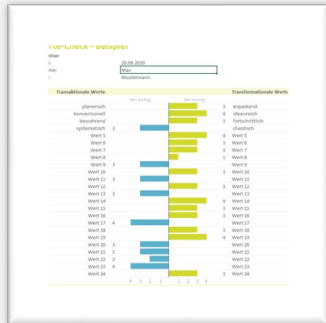 rte-Check - Beispiel
20.09.2020
me: Max
Mustermann
Transaktionale Werte Transformationale Werte
sehr wichtig sehr wichtig
planerisch 3 anpackend
konventionell 4 ideenreich
bewahrend 3 fortschrittlich
systematisch 3 chaotisch
Wert 5 4 Wert 5
Wert 6 3 Wert 6
Wert 7 3 Wert 7
Wert 8 1 Wert 8
Wert 9 3 Wert 9
Wert 10 3 Wert 10
Wert 11 3 Wert 11
Wert 12 3 Wert 12
Wert 13 3 Wert 13
Wert 14 4 Wert 14
Wert 15 3 Wert 15
Wert 16 3 Wert 16
Wert 17 4 Wert 17
Wert 18 3 Wert 18
Wert 19 4 Wert 19
Wert 20 3 Wert 20
Wert 21 3 Wert 21
Wert 22 2 Wert 22
Wert 23 4 Wert 23
Wert 24 3 Wert 24
4 3 2 1 1 2 3 4